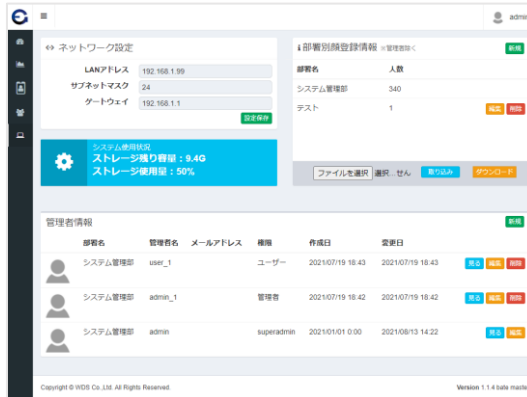 admin
ネットワーク設定
LANアドレス 192.168.1.99
サブネットマスク 24
ゲートウェイ 192.168.1.1
設定保存
システム使用状況
ストレージ残り容量：9.4G
ストレージ使用量：50%
部署別顔登録情報 ※管理者除く 新規
部署名 人数
システム管理部 340
テスト 1 編集 削除
ファイルを選択 選択...せん 取り込み ダウンロード
管理者情報 新規
部署名 管理者名 メールアドレス 権限 作成日 変更日
システム管理部 user_1 ユーザー 2021/07/19 18:43 2021/07/19 18:43 見る 編集 削除
システム管理部 admin_1 管理者 2021/07/19 18:42 2021/07/19 18:42 見る 編集 削除
システム管理部 admin superadmin 2021/01/01 0:00 2021/08/13 14:22 見る 編集
Copyright © WDS Co.,Ltd. All Rights Reserved. Version 1.1.4 bats maste